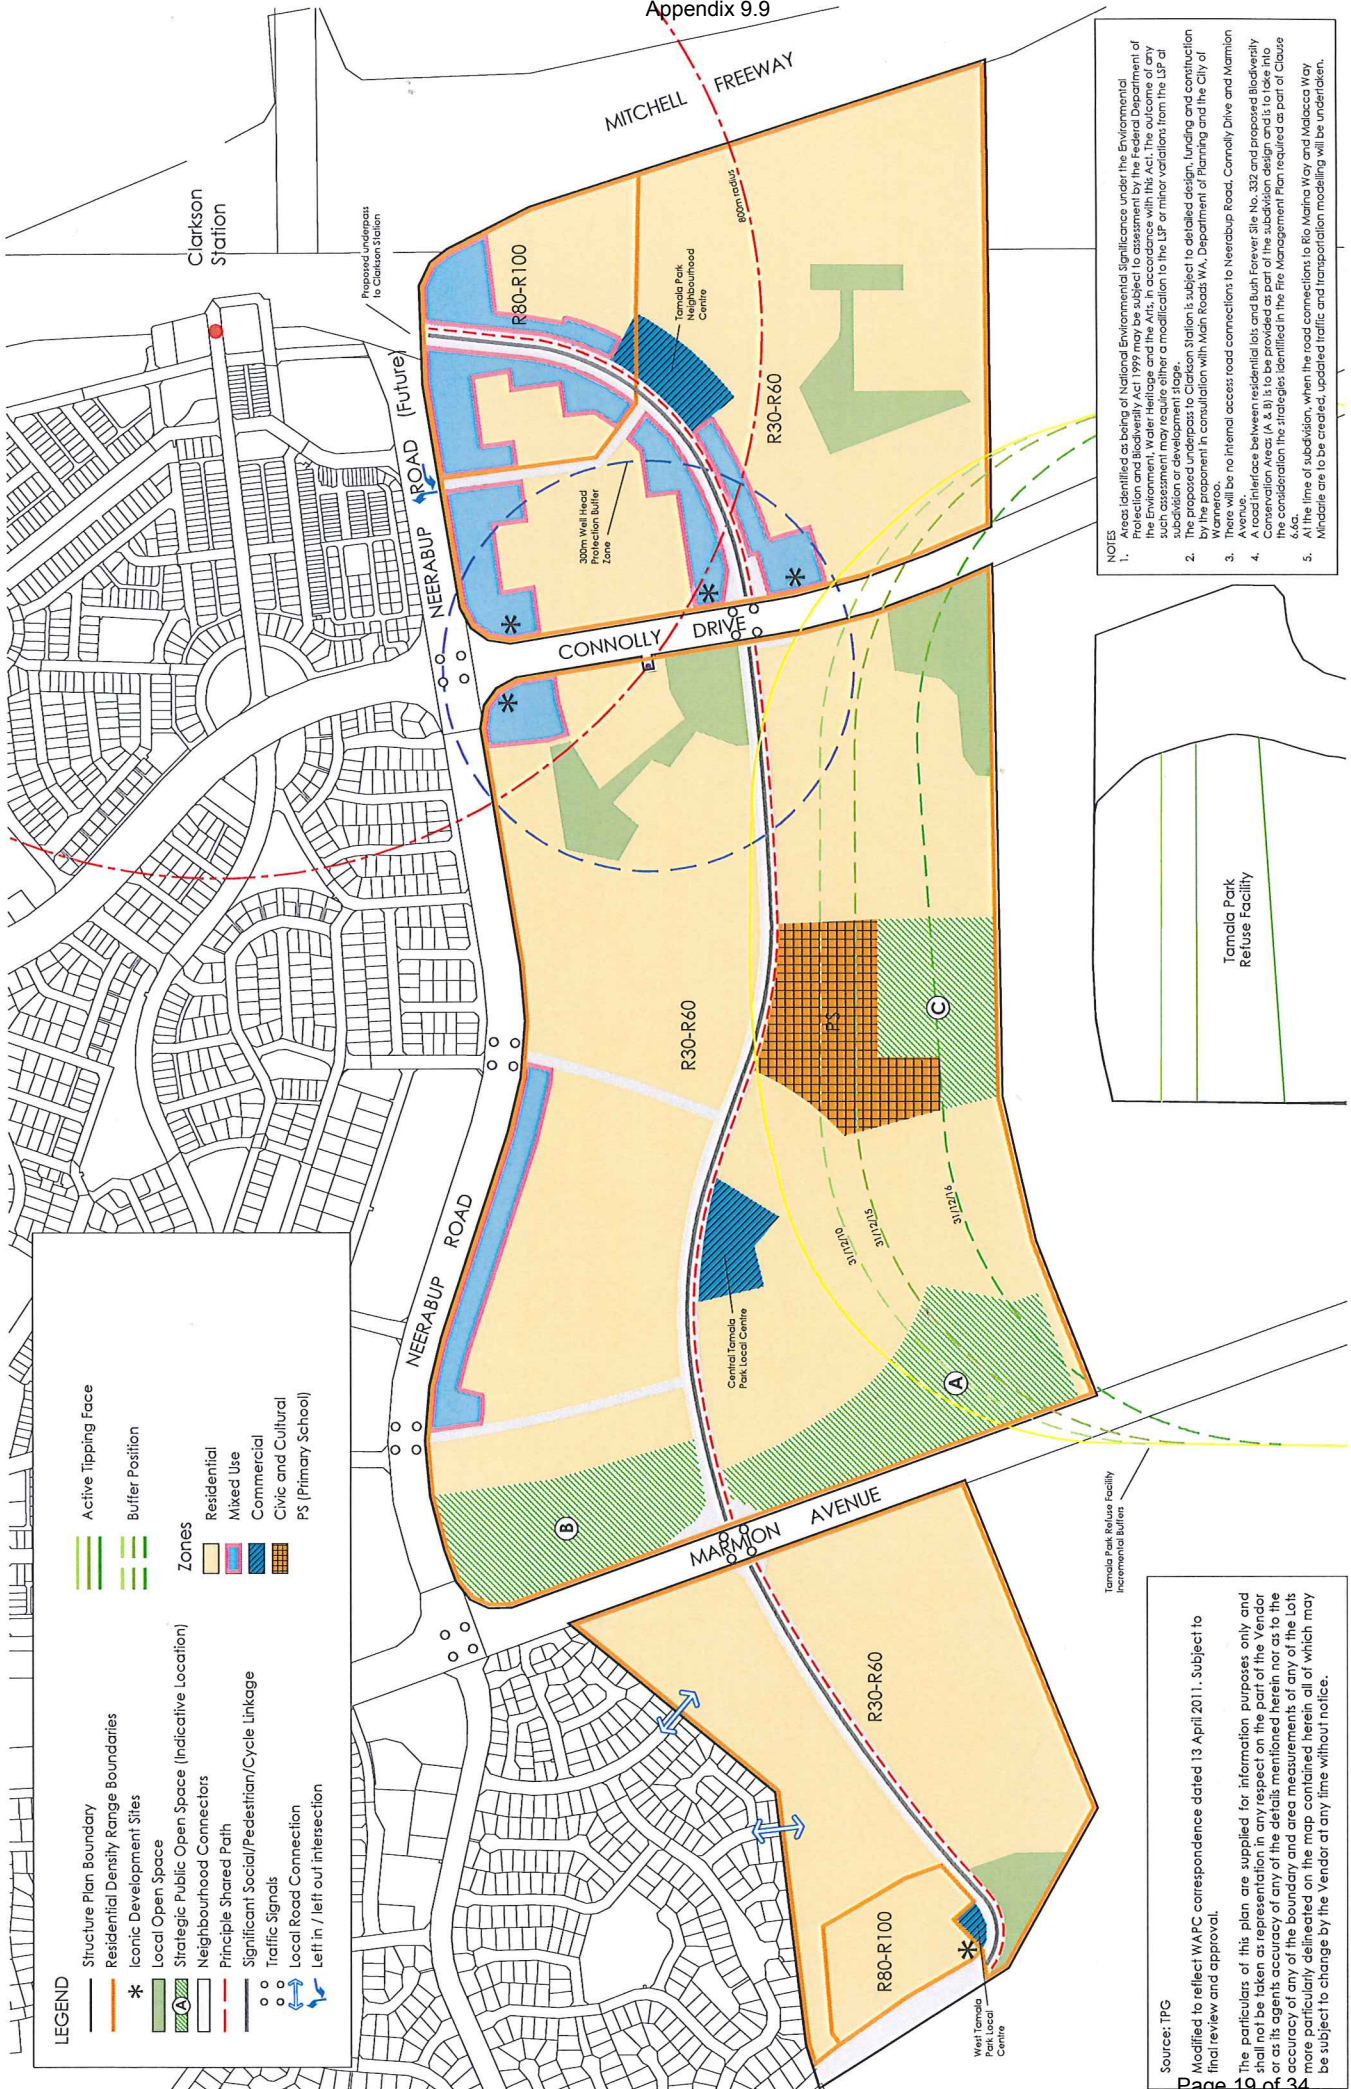 Appendix 9.9
LEGEND
Structure Plan Boundary
Residential Density Range Boundaries
Iconic Development Sites
Local Open Space
A
Strategic Public Open Space (Indicative Location)
Neighbourhood Connectors
Principle Shared Path
Significant Social/Pedestrian/Cycle Linkage
Traffic Signals
Local Road Connection
Left in / left out intersection
Active Tipping Face
Buffer Position
Zones
Residential
Mixed Use
Commercial
Civic and Cultural
PS (Primary School)
Clarkson
Station
Proposed underpass
to Clarkson Station
MITCHELL FREEWAY
NEERABUP ROAD (Future)
NEERABUP ROAD
CONNOLLY DRIVE
MARMION AVENUE
R80-R100
800m radius
Tamala Park
Neighbourhood
Centre
R30-R60
300m Well Head
Protection Buffer
Zone
R30-R60
PS
C
Central Tamala
Park Local Centre
31/12/10
31/12/15
31/12/16
A
B
R30-R60
R80-R100
West Tamala
Park Local
Centre
Tamala Park Refuse Facility
Incremental Buffers
Tamala Park
Refuse Facility
NOTES
1. Areas identified as being of National Environmental Significance under the Environmental
Protection and Biodiversity Act 1999 may be subject to assessment by the Federal Department of
the Environment, Water Heritage and the Arts, in accordance with this Act. The outcome of any
such assessment may require either a modification to the LSP or minor variations from the LSP at
subdivision or development stage.
2. The proposed underpass to Clarkson Station is subject to detailed design, funding and construction
by the proponent in consultation with Main Roads WA, Department of Planning and the City of
Wanneroo.
3. There will be no internal access road connections to Neerabup Road, Connolly Drive and Marmion
Avenue.
4. A road interface between residential lots and Bush Forever Site No. 332 and proposed Biodiversity
Conservation Areas (A & B) is to be provided as part of the subdivision design and is to take into
the consideration the strategies identified in the Fire Management Plan required as part of Clause
6.6a.
5. At the time of subdivision, when the road connections to Rio Marina Way and Malacca Way
Mindarie are to be created, updated traffic and transportation modelling will be undertaken.
Source: TPG
Modified to reflect WAPC correspondence dated 13 April 2011. Subject to
final review and approval.
The particulars of this plan are supplied for information purposes only and
shall not be taken as representation in any respect on the part of the Vendor
or as its agents accuracy of any of the details mentioned herein nor as to the
accuracy of any of the boundary and area measurements of any of the Lots
more particularly delineated on the map contained herein all of which may
be subject to change by the Vendor at any time without notice.
Page 19 of 34